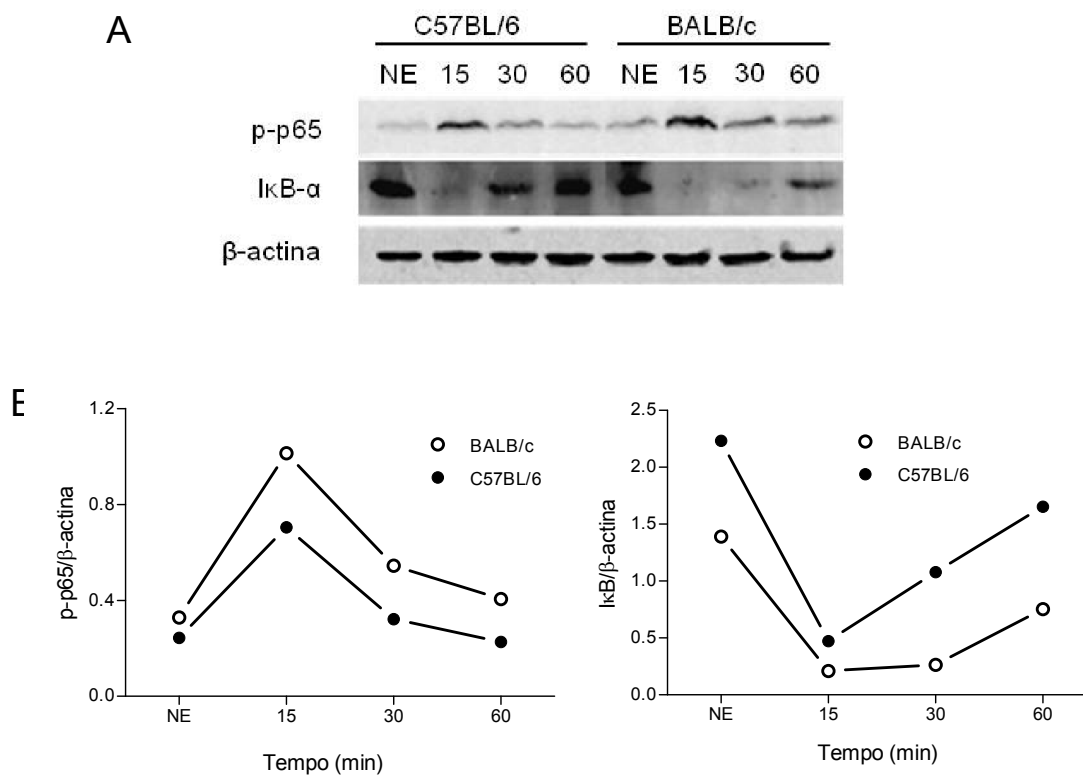 A
C57BL/6 BALB/c
NE 15 30 60 NE 15 30 60
p-p65
IκB-α
β-actina
p-p65/β-actina
1.2
0.8
0.4
0.0
BALB/c
C57BL/6
NE 15 30 60
Tempo (min)
IκB/β-actina
2.5
2.0
1.5
1.0
0.5
0.0
BALB/c
C57BL/6
NE 15 30 60
Tempo (min)